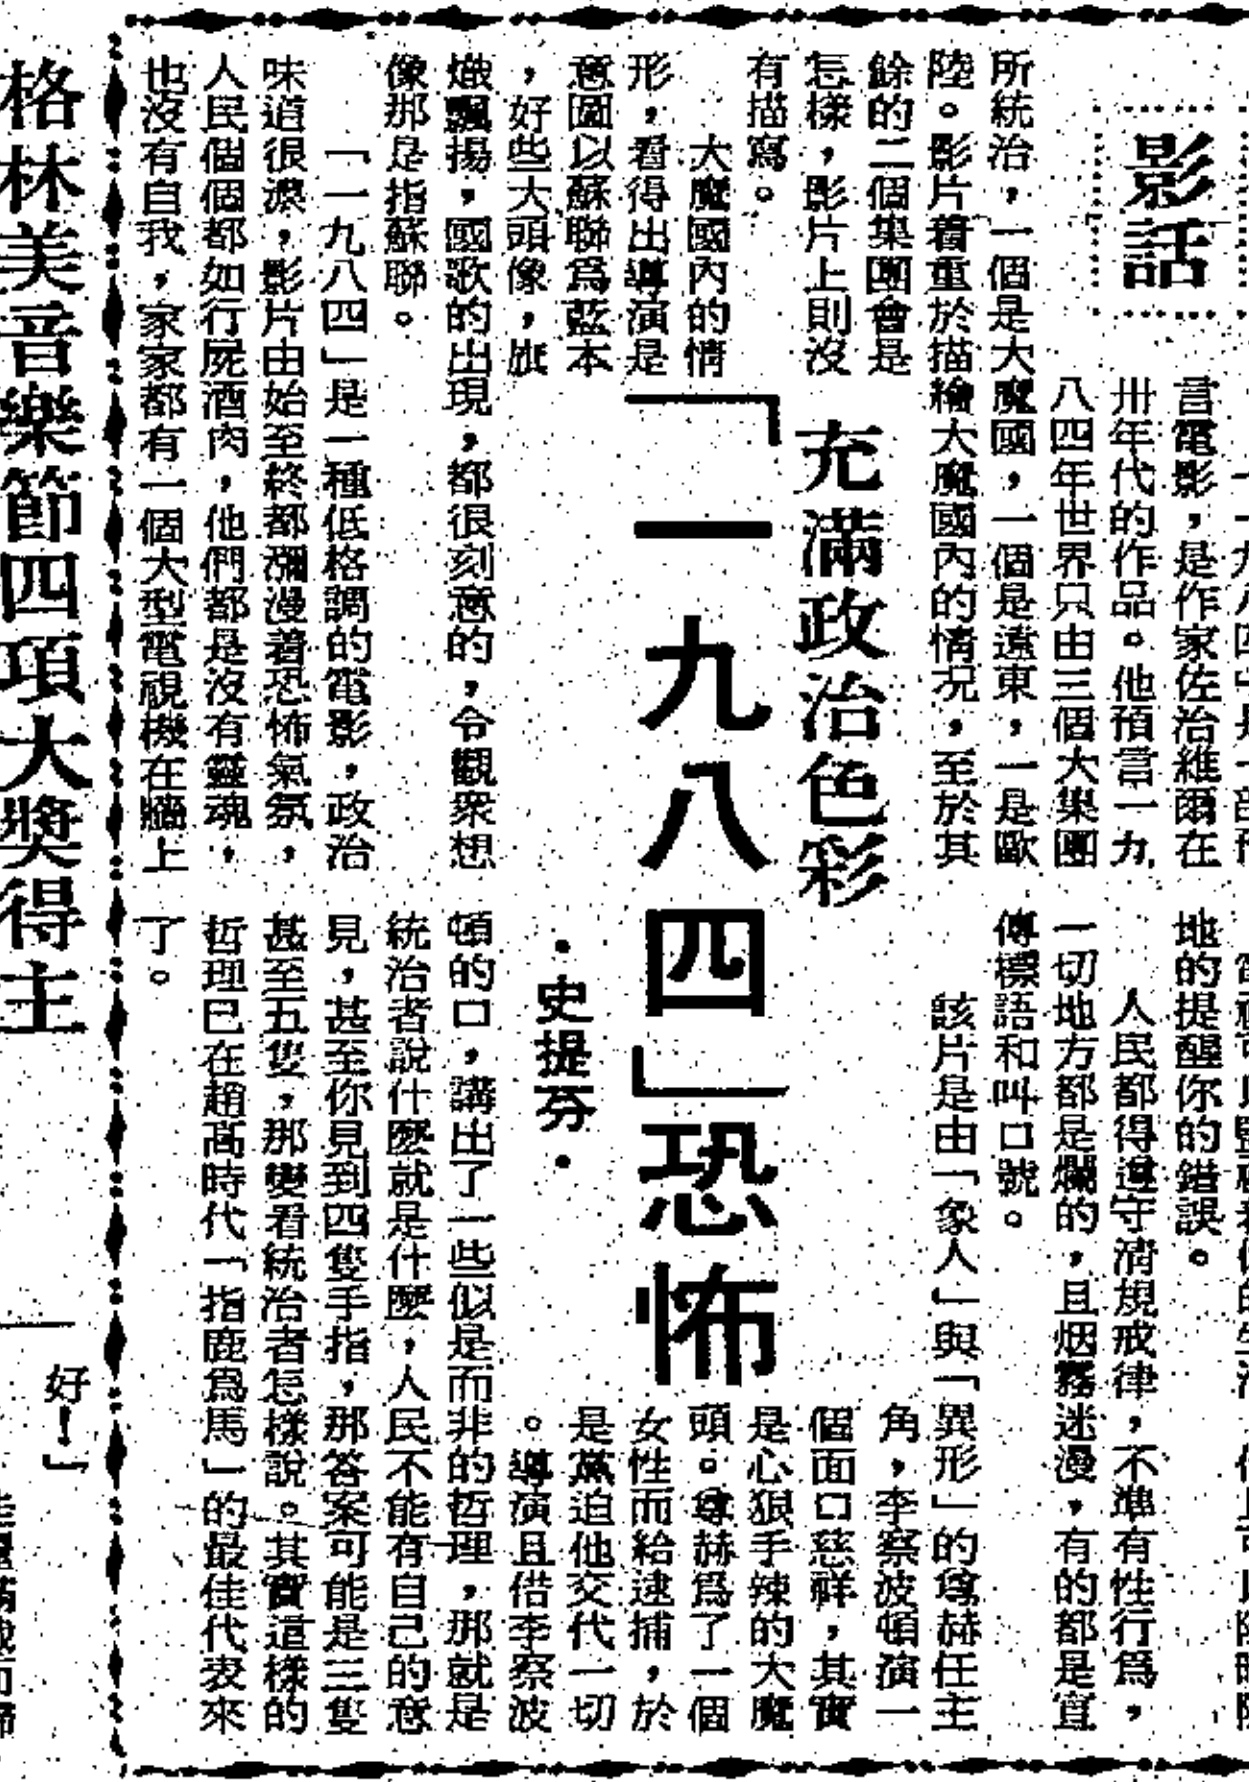 影話
充滿政治色彩
「一九八四」恐怖
·史提芬·
一九八四」是一部預
言電影，是作家佐治維爾在
卅年代的作品。他預言一九
八四年世界只由三個大集團
所統治，一個是大魔國，一個是遠東，一是歐
陸。影片着重於描繪大魔國內的情况，至於其
餘的二個集團會是
怎樣，影片上則沒
有描寫。
大魔國內的情
形，看得出導演是
意圖以蘇聯爲藍本
，好些大頭像，旗
幟飄揚，國歌的出現，都很刻意的，令觀衆想
像那是指蘇聯。
「一九八四」是一種低格調的電影，政治
味道很濃，影片由始至終都瀰漫着恐怖氣氛，
人民個個都如行屍酒肉，他們都是沒有靈魂，
也沒有自我，家家都有一個大型電視機在牆上
地的提醒你的錯誤。
人民都得遵守清規戒律，不準有性行爲，
一切地方都是爛的，且烟霧迷漫，有的都是宣
傳標語和叫口號。
該片是由「象人」與「異形」的尊赫任主
角，李察波頓演一
個面口慈祥，其實
是心狠手辣的大魔
頭。尊赫爲了一個
女性而給逮捕，於
是黨迫他交代一切
。導演且借李察波
頓的口，講出了一些似是而非的哲理，那就是
統治者說什麼就是什麼，人民不能有自己的意
見，甚至你見到四隻手指，那答案可能是三隻
甚至五隻，那要看統治者怎樣說。其實這樣的
哲理已在趙高時代「指鹿爲馬」的最佳代表來
了。
格林美音樂節四項大獎得主
好！」